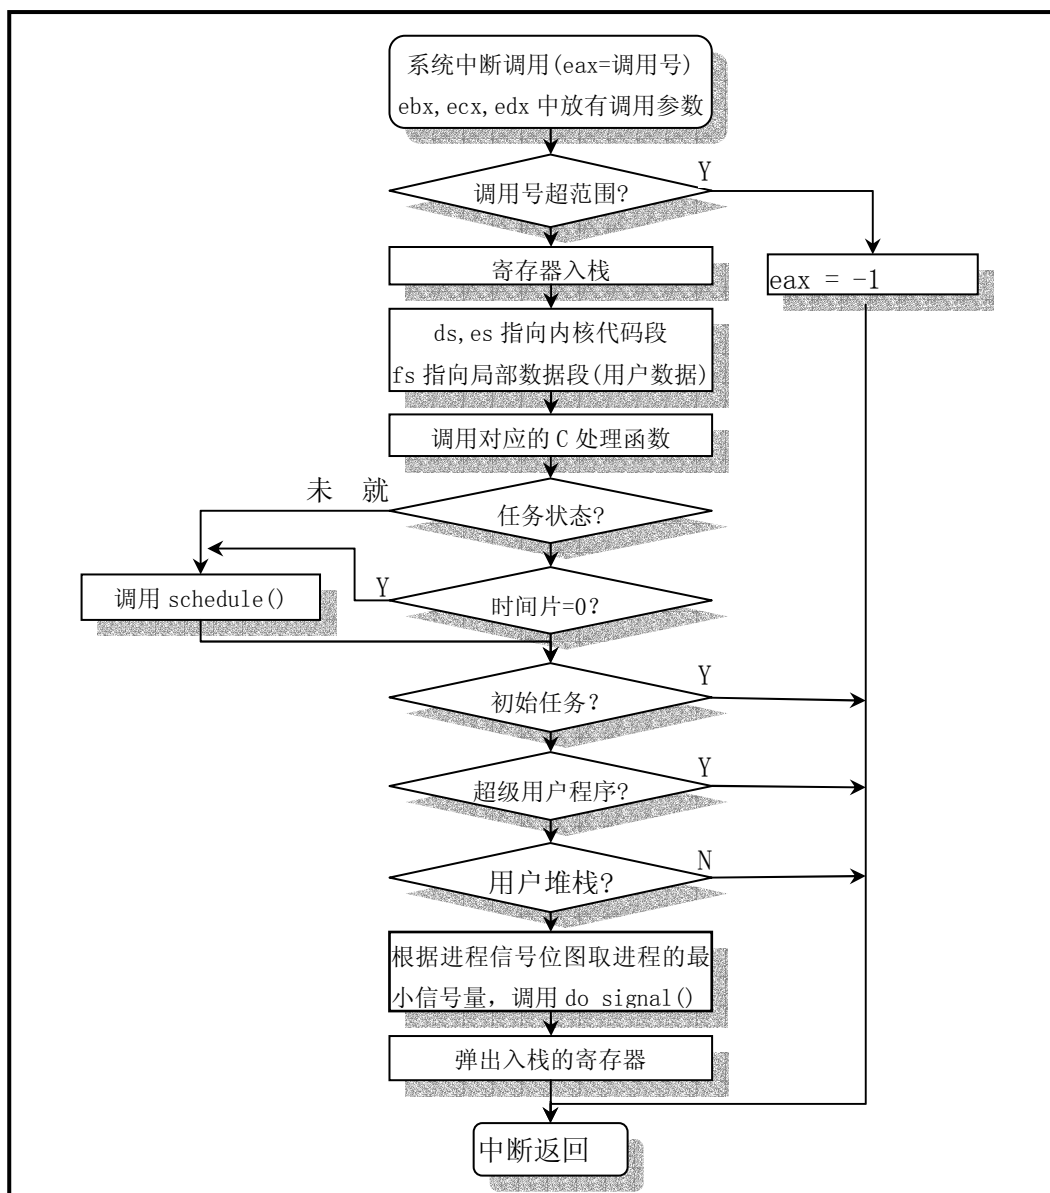 系统中断调用(eax=调用号)
ebx,ecx,edx 中放有调用参数
Y
调用号超范围?
寄存器入栈
eax = -1
ds,es 指向内核代码段
fs 指向局部数据段(用户数据)
调用对应的 C 处理函数
未 就
任务状态?
Y
调用 schedule()
时间片=0?
Y
初始任务?
Y
超级用户程序?
N
用户堆栈?
根据进程信号位图取进程的最
小信号量，调用 do signal()
弹出入栈的寄存器
中断返回